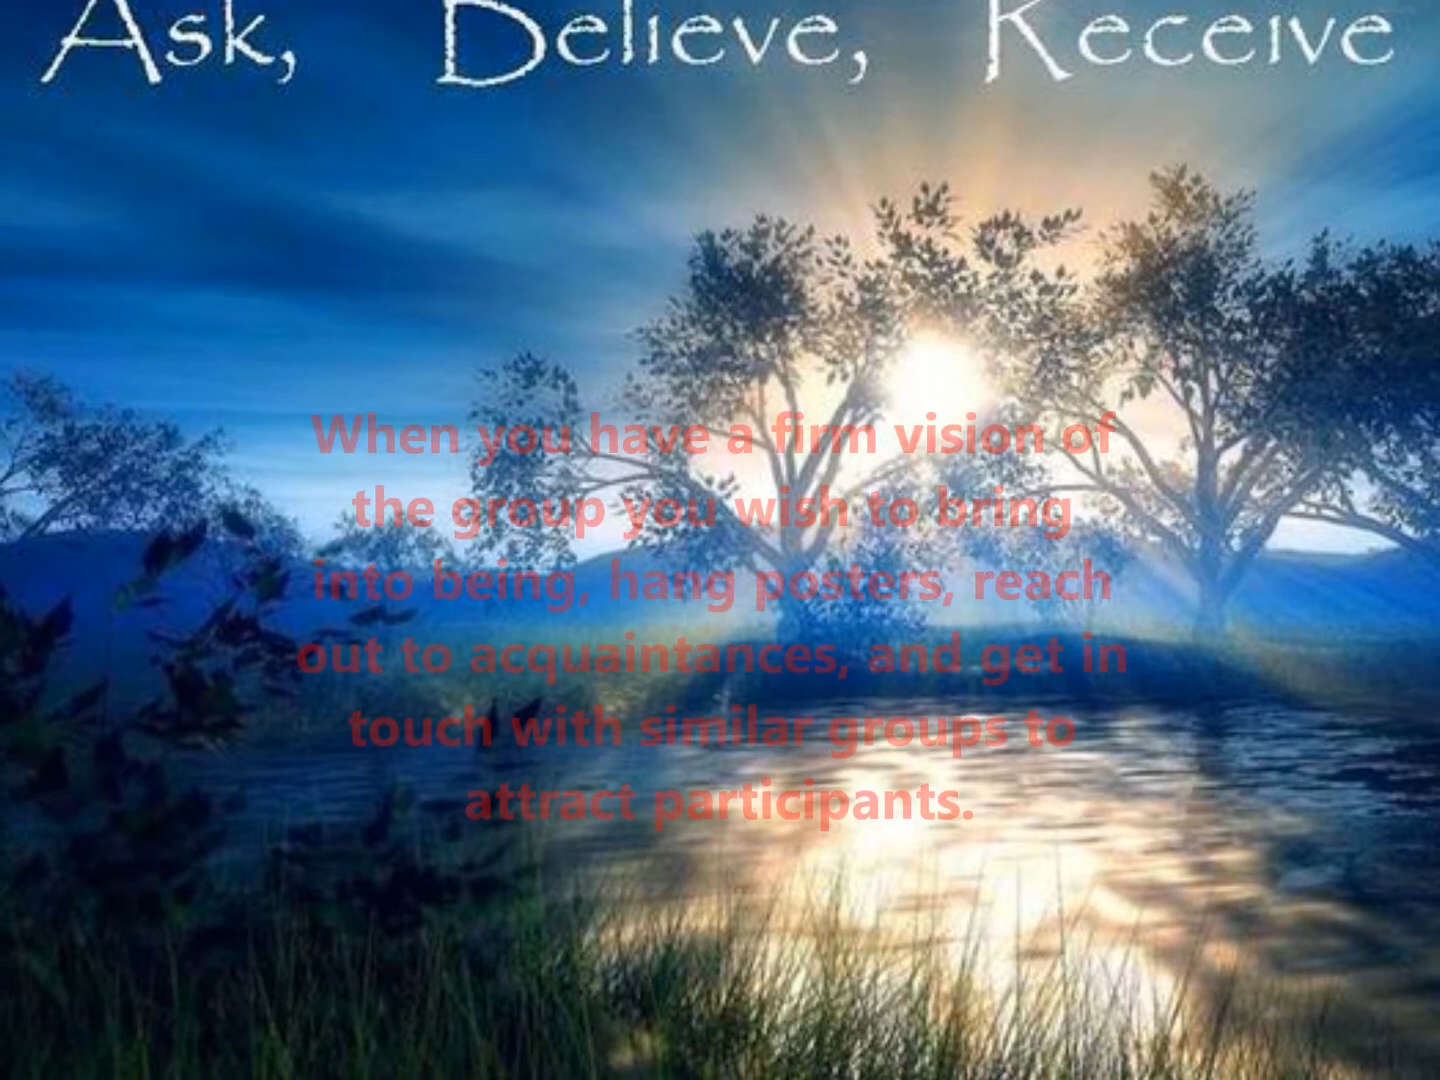 Ask, Believe, Receive
When you have a firm vision of
the group you wish to bring
into being, hang posters, reach
out to acquaintances, and get in
touch with similar groups to
attract participants.